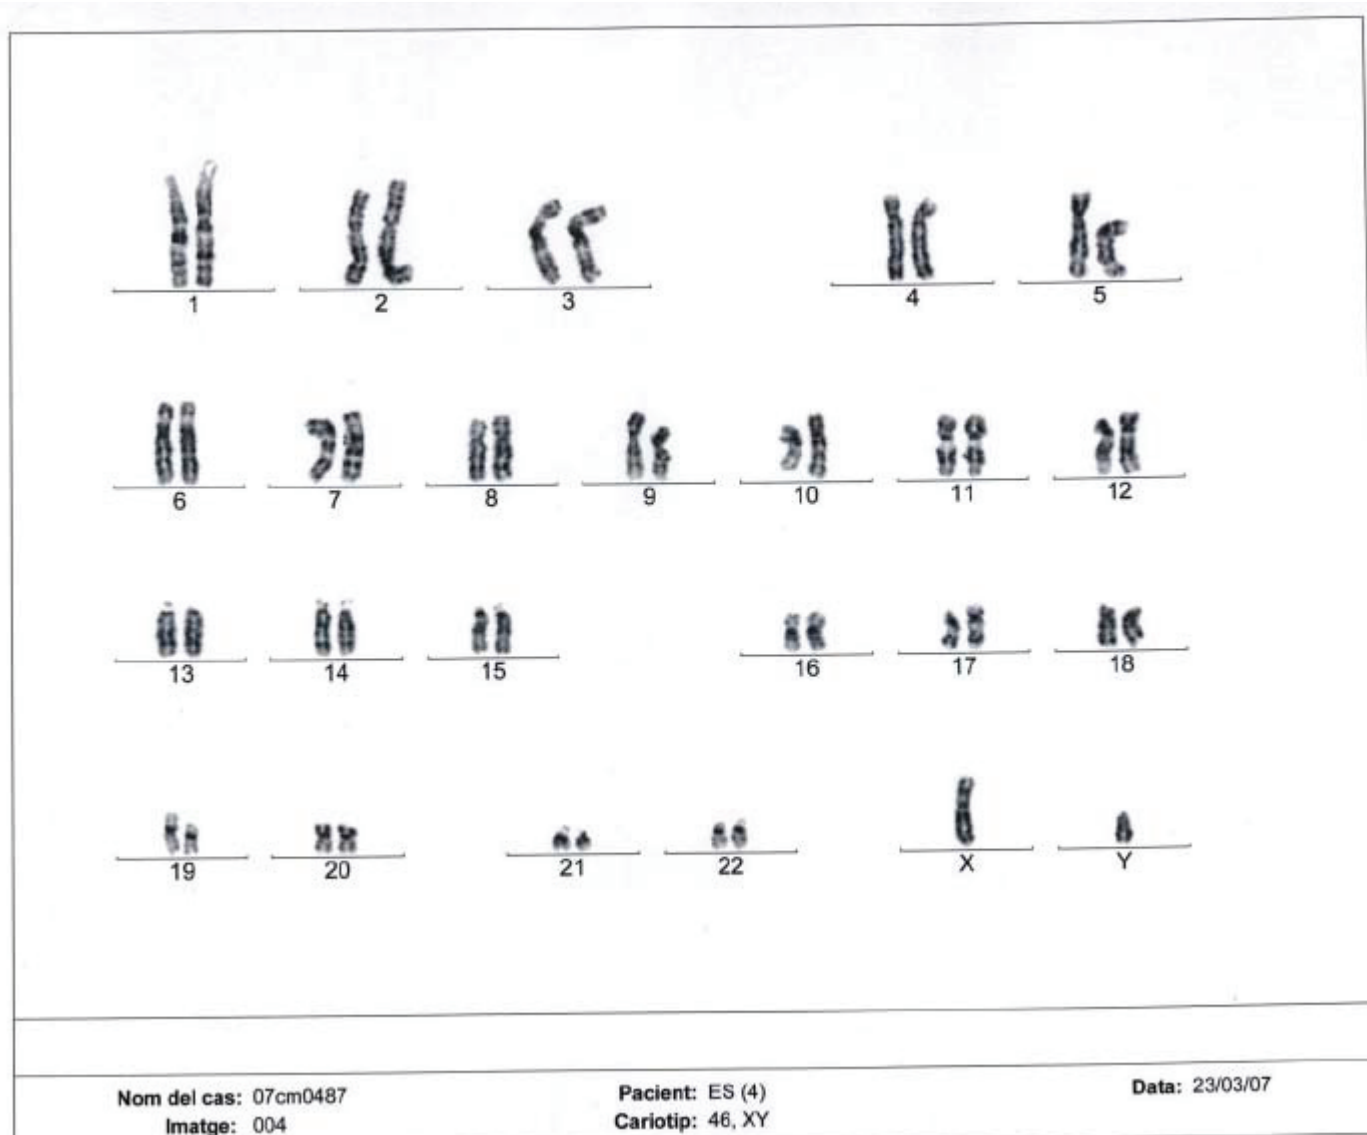 1 2 3 4 5
6 7 8 9 10 11 12
13 14 15 16 17 18
19 20 21 22 X Y
Nom del cas: 07cm0487 Pacient: ES (4) Data: 23/03/07
Imatge: 004 Cariotip: 46, XY